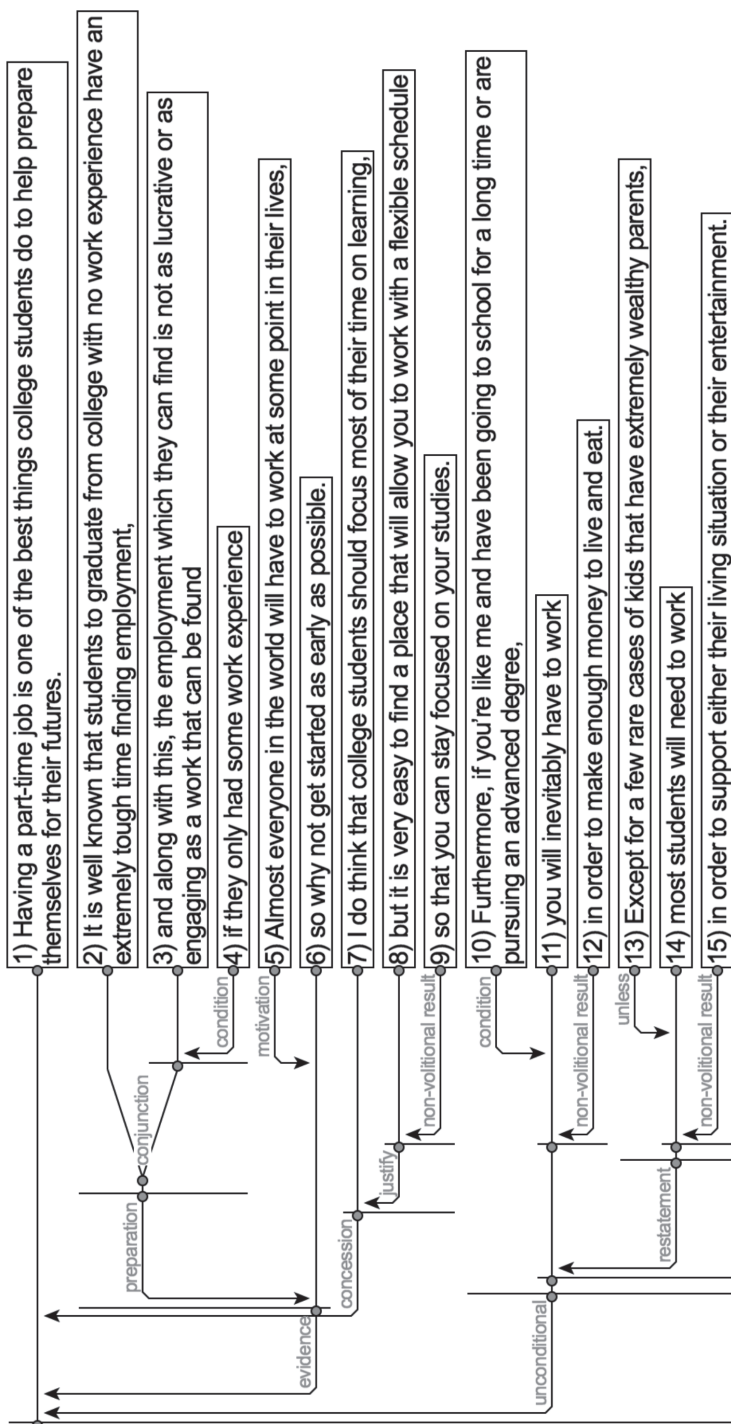 1) Having a part-time job is one of the best things college students do to help prepare
themselves for their futures.
2) It is well known that students to graduate from college with no work experience have an
extremely tough time finding employment,
3) and along with this, the employment which they can find is not as lucrative or as
engaging as a work that can be found
4) if they only had some work experience
5) Almost everyone in the world will have to work at some point in their lives,
6) so why not get started as early as possible.
7) I do think that college students should focus most of their time on learning,
8) but it is very easy to find a place that will allow you to work with a flexible schedule
9) so that you can stay focused on your studies.
10) Furthermore, if you're like me and have been going to school for a long time or are
pursuing an advanced degree,
11) you will inevitably have to work
12) in order to make enough money to live and eat.
13) Except for a few rare cases of kids that have extremely wealthy parents,
14) most students will need to work
15) in order to support either their living situation or their entertainment.
conjunction
condition
motivation
preparation
evidence
concession
justify
non-volitional result
condition
non-volitional result
unless
non-volitional result
restatement
unconditional